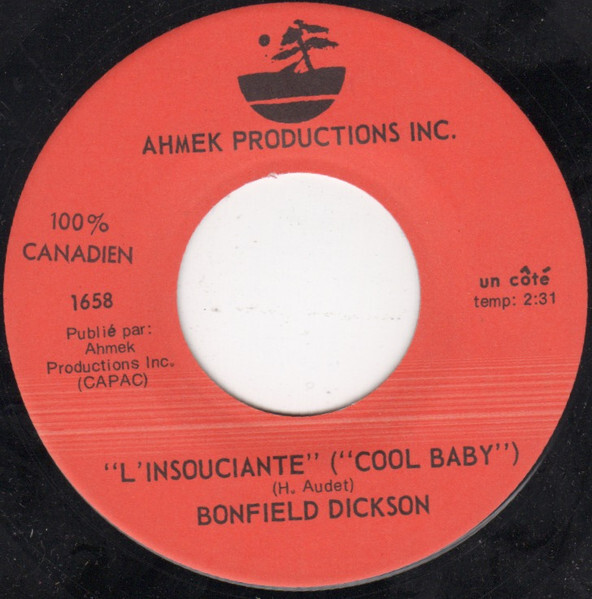 AHMEK PRODUCTIONS INC.
100%
CANADIEN
1658
Publié par:
Ahmek
Productions Inc.
(CAPAC)
un côté
temp: 2:31
"L'INSOUCIANTE" ("COOL BABY")
(H. Audet)
BONFIELD DICKSON